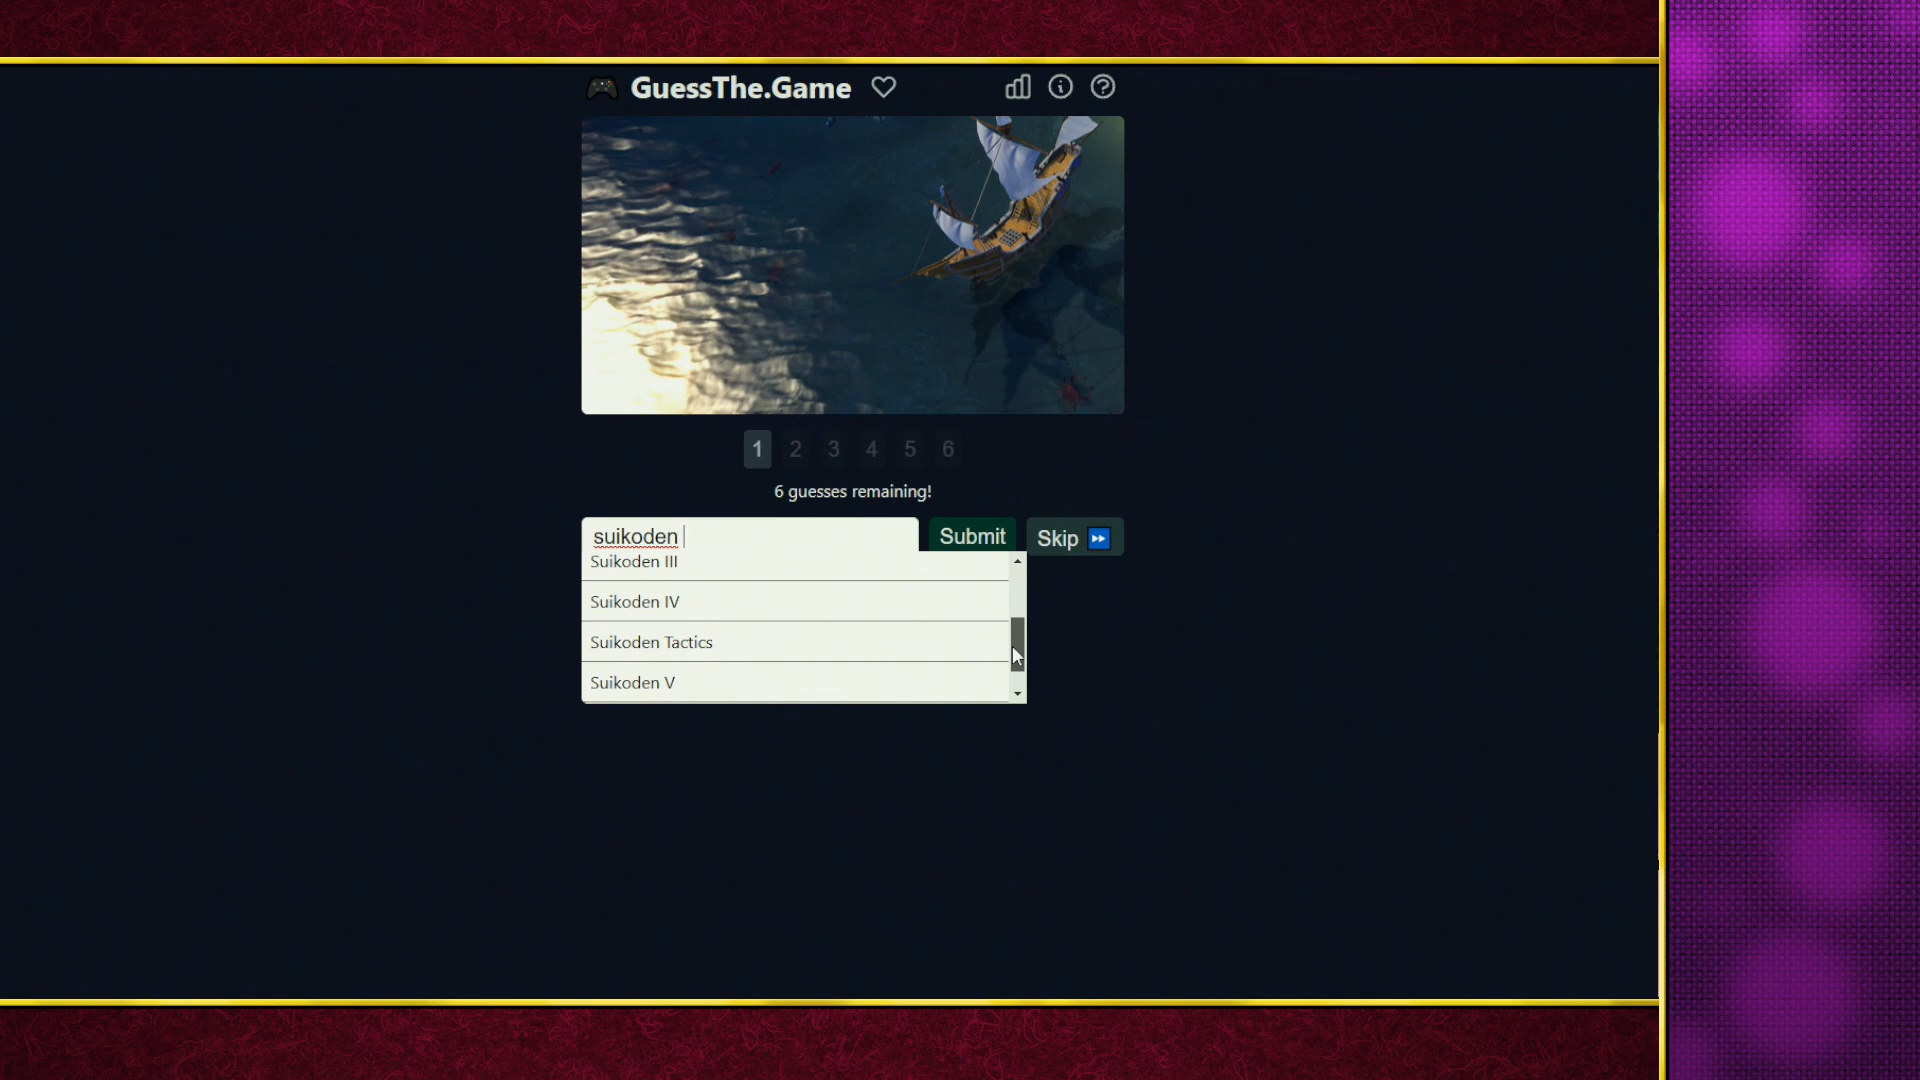 GuessThe.Game
1 2 3 4 5 6
6 guesses remaining!
suikoden
Submit
Skip
Suikoden III
Suikoden IV
Suikoden Tactics
Suikoden V